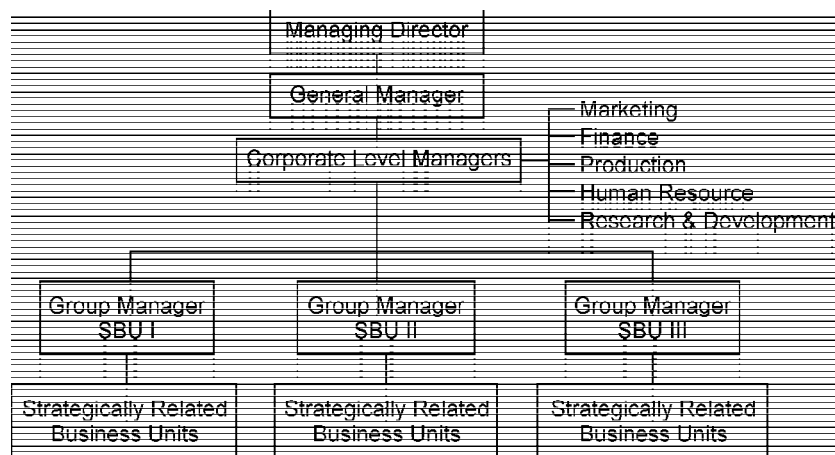 Managing Director
General Manager
Corporate Level Managers
Marketing
Finance
Production
Human Resource
Research & Development
Group Manager
SBU I
Group Manager
SBU II
Group Manager
SBU III
Strategically Related
Business Units
Strategically Related
Business Units
Strategically Related
Business Units